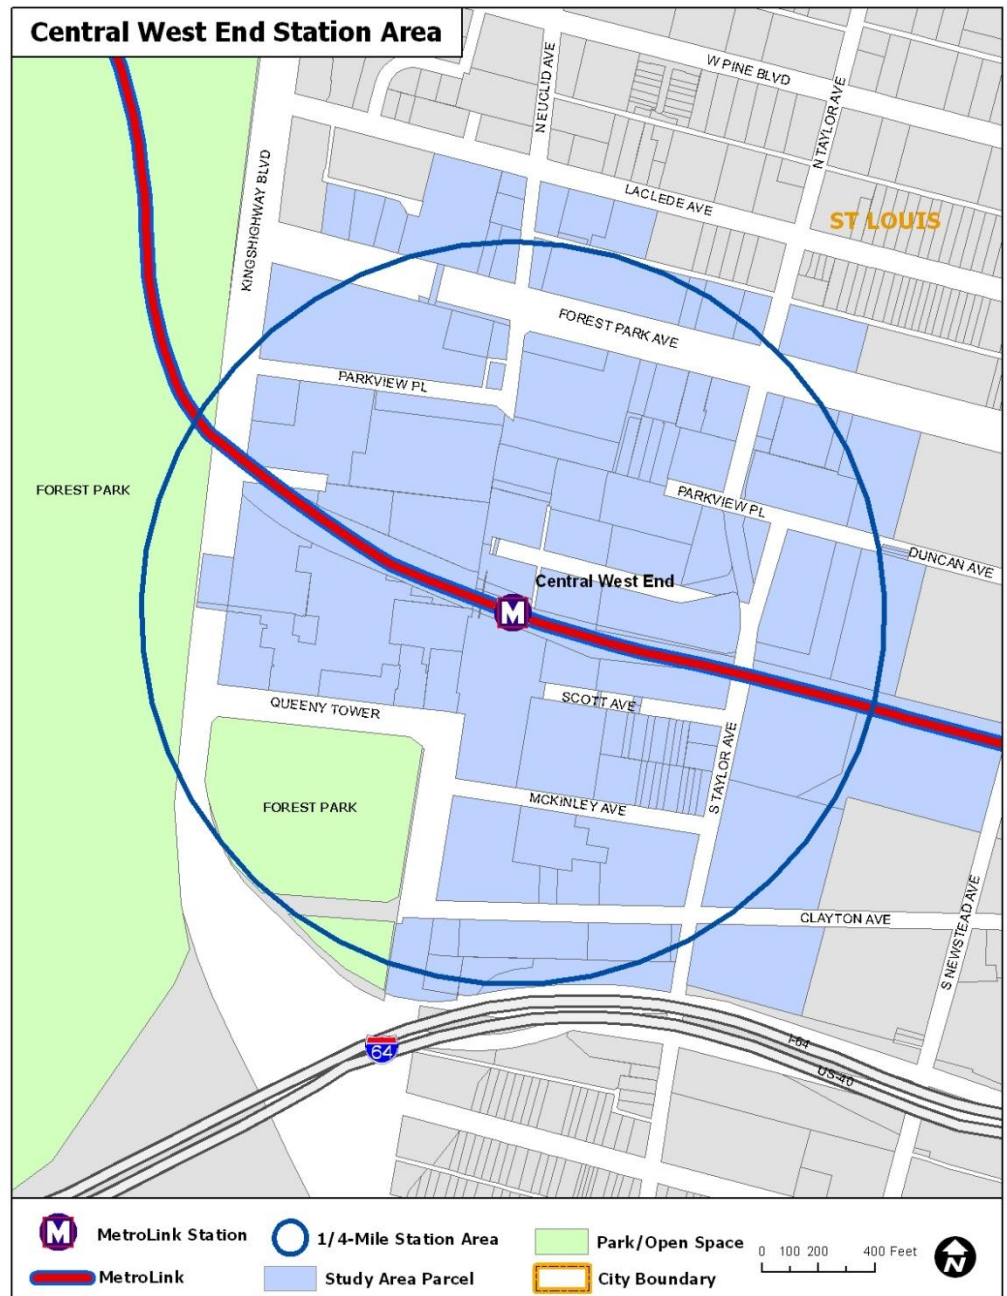 Central West End Station Area
W PINE BLVD
N EUCLID AVE
N TAYLOR AVE
KINGSHIGHWAY BLVD
LACLEDE AVE
ST LOUIS
FOREST PARK AVE
PARKVIEW PL
FOREST PARK
PARKVIEW PL
DUNCAN AVE
Central West End
M
SCOTT AVE
QUEENY TOWER
S TAYLOR AVE
FOREST PARK
MCKINLEY AVE
CLAYTON AVE
S NEWSTEAD AVE
64
I-64
US-40
M MetroLink Station
1/4-Mile Station Area
Park/Open Space
0 100 200 400 Feet
N
MetroLink
Study Area Parcel
City Boundary